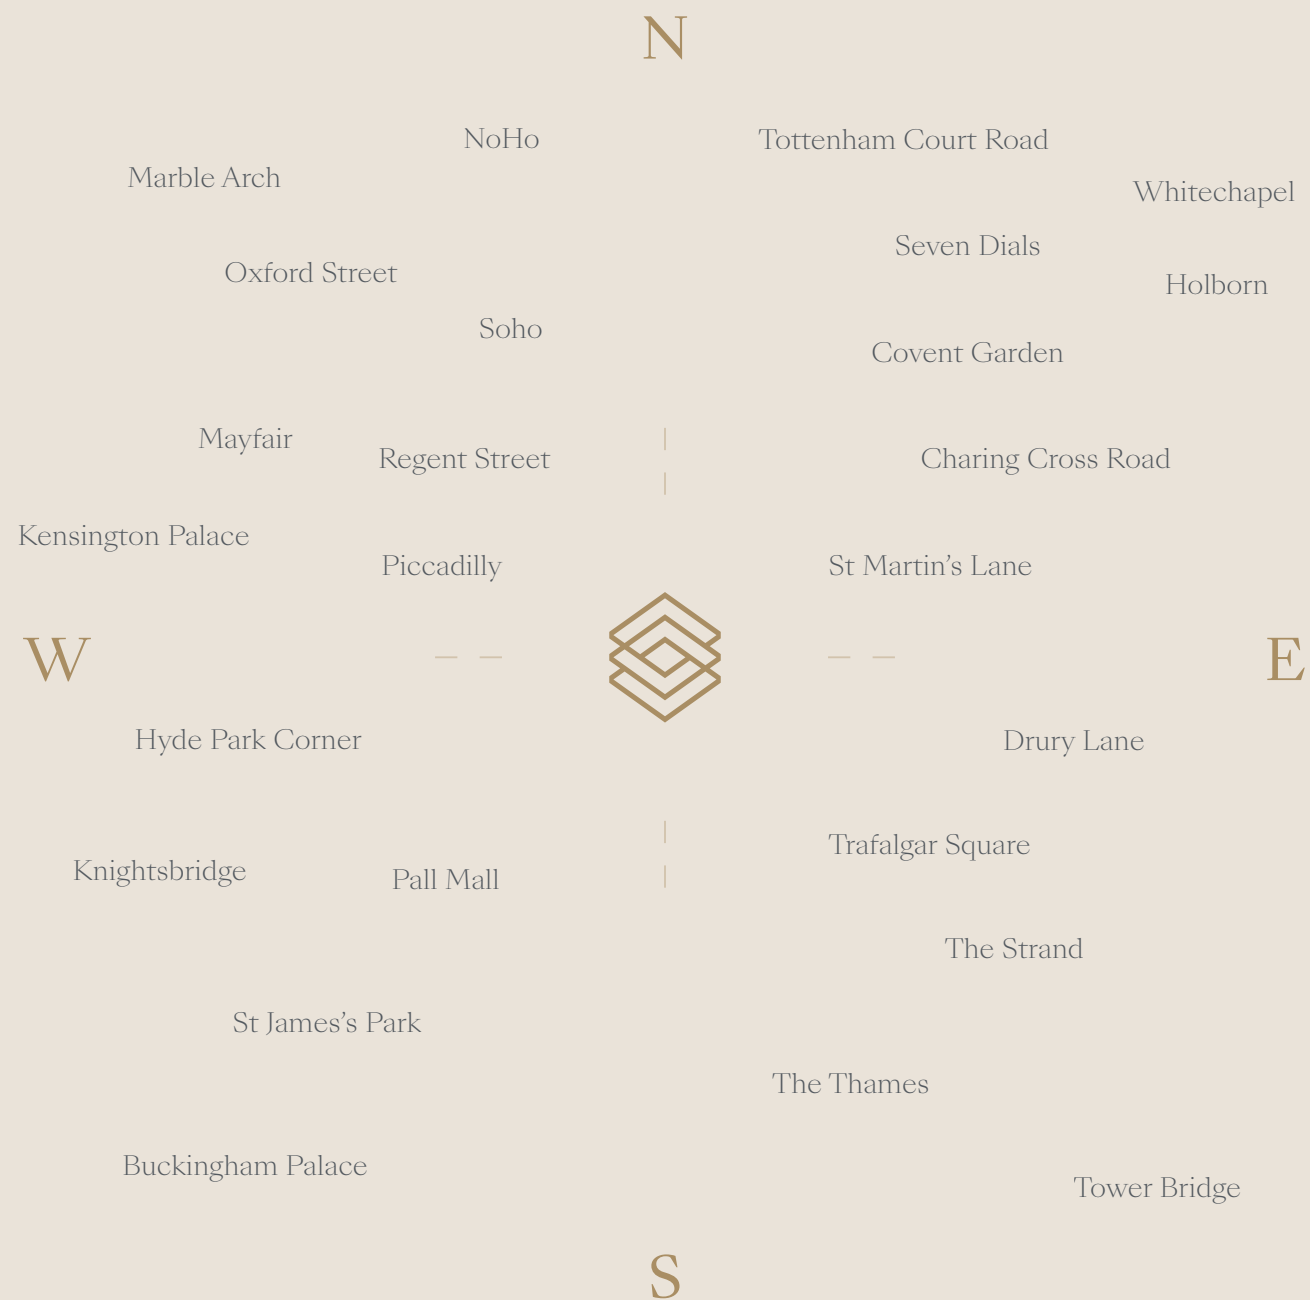 N
NoHo
Tottenham Court Road
Marble Arch
Whitechapel
Seven Dials
Oxford Street
Holborn
Soho
Covent Garden
Mayfair
Regent Street
Charing Cross Road
Kensington Palace
Piccadilly
St Martin’s Lane
W
E
Hyde Park Corner
Drury Lane
Trafalgar Square
Knightsbridge
Pall Mall
The Strand
St James’s Park
The Thames
Buckingham Palace
Tower Bridge
S